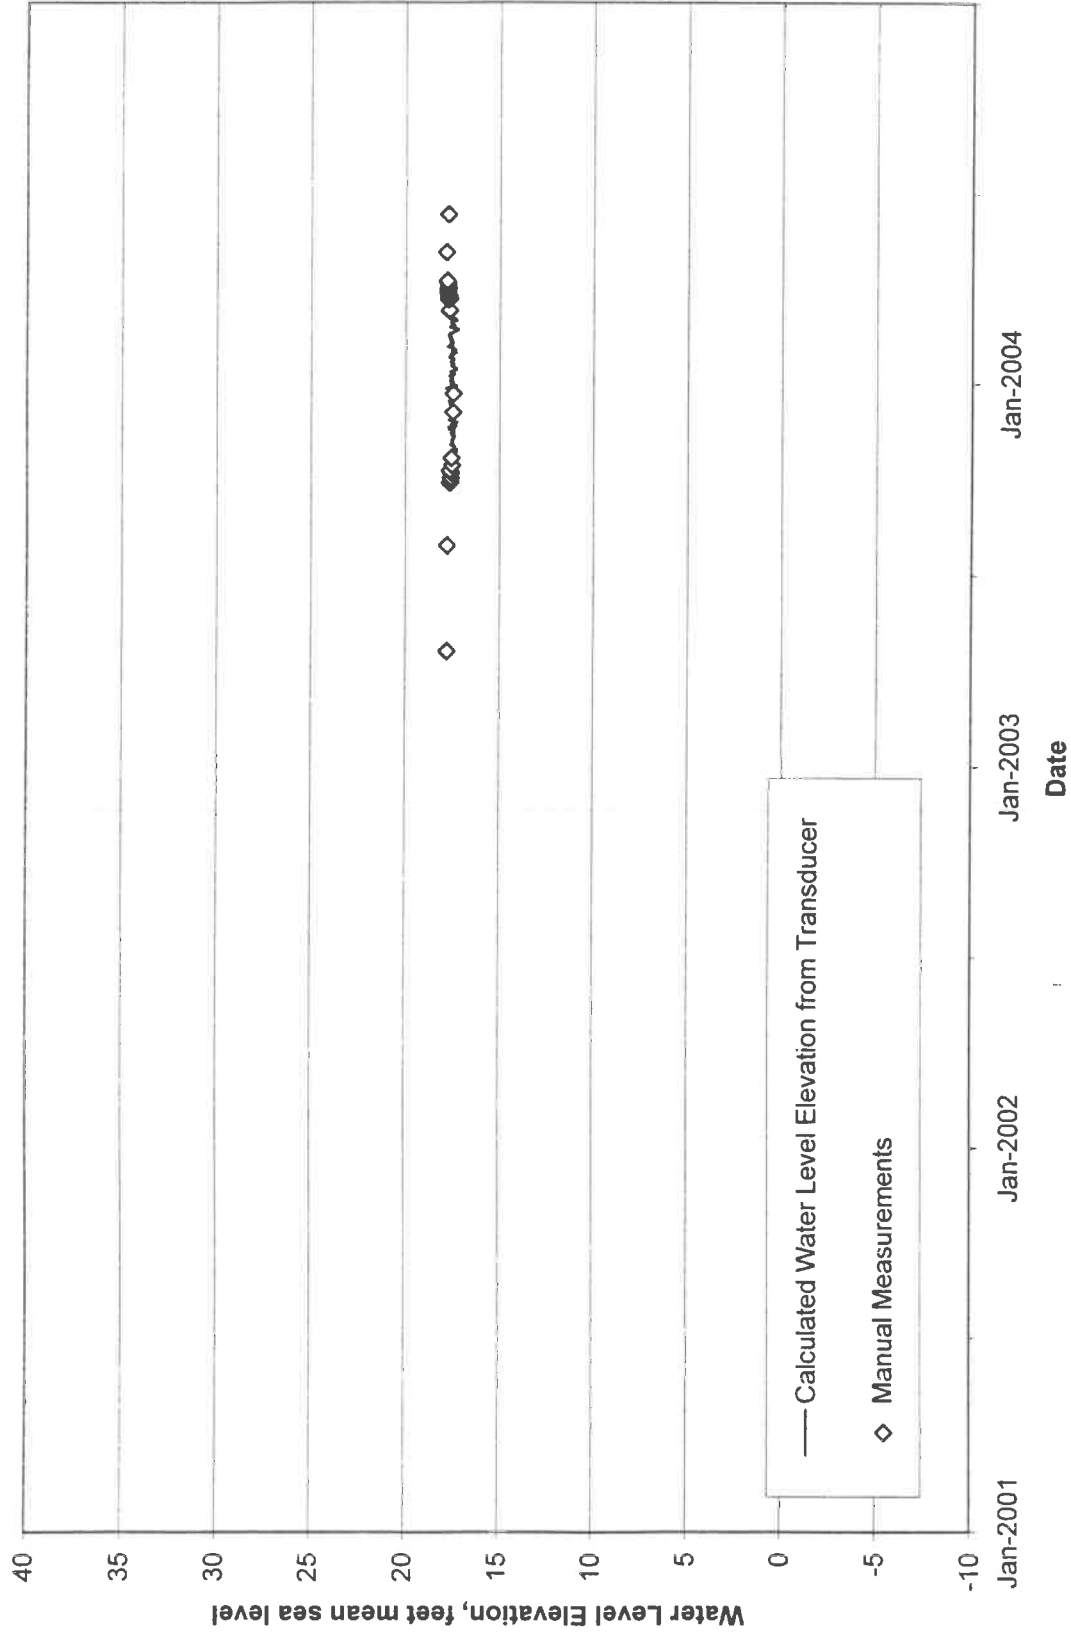 Water Level Elevation, feet mean sea level
40
35
30
25
20
15
10
5
0
-5
-10
Calculated Water Level Elevation from Transducer
Manual Measurements
Jan-2001
Jan-2002
Jan-2003
Jan-2004
Date